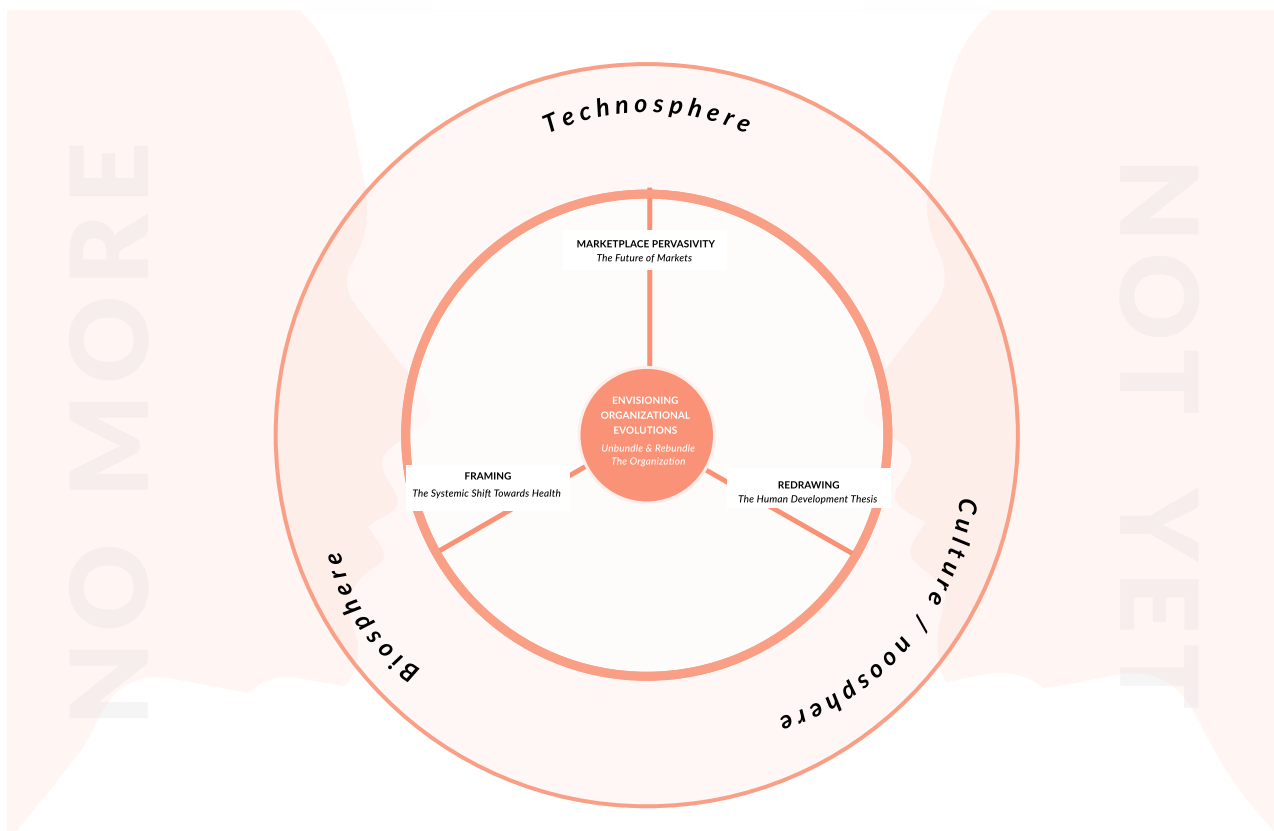 Technosphere
NO MORE
NOT YET
MARKETPLACE PERVASIVITY
The Future of Markets
ENVISIONING
ORGANIZATIONAL
EVOLUTIONS
Unbundle & Rebundle
The Organization
FRAMING
The Systemic Shift Towards Health
REDRAWING
The Human Development Thesis
Biosphere
Culture / noosphere